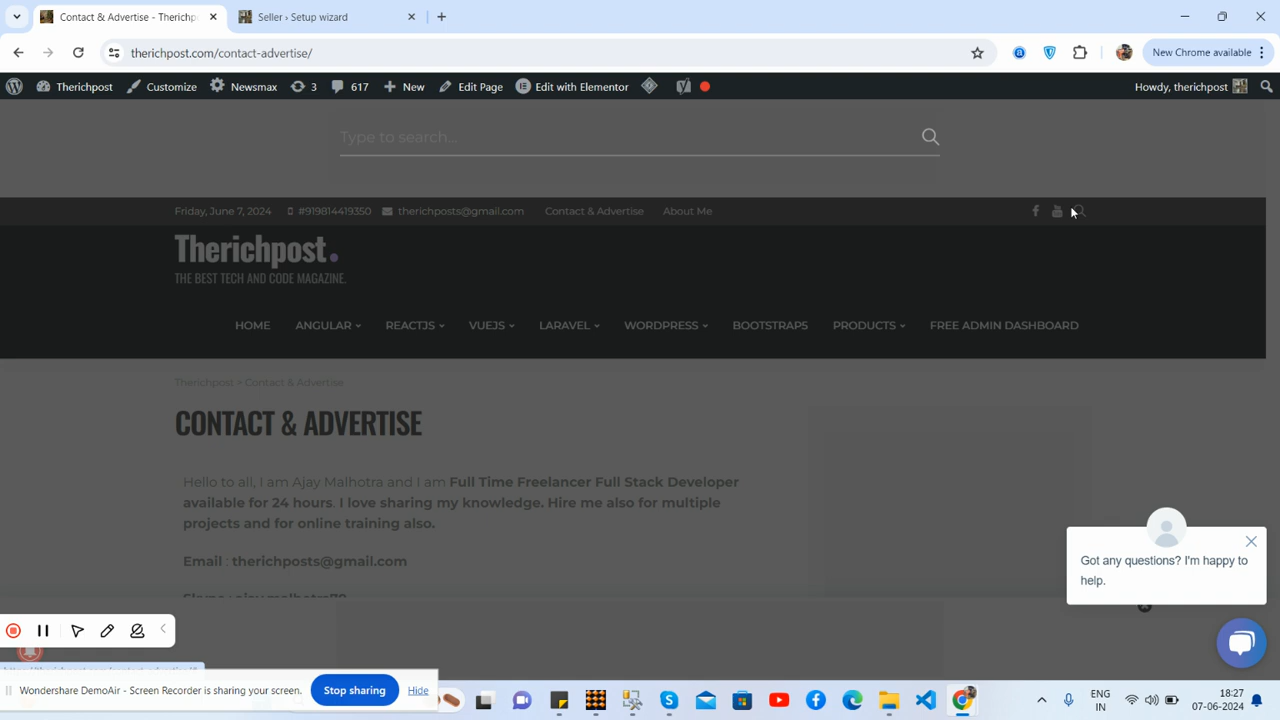 Contact & Advertise - Therichp
Seller › Setup wizard
therichpost.com/contact-advertise/
New Chrome available
Therichpost
Customize
Newsmax
3
617
New
Edit Page
Edit with Elementor
Howdy, therichpost
Type to search...
Friday, June 7, 2024
#919814419350
therichposts@gmail.com
Contact & Advertise
About Me
Therichpost.
THE BEST TECH AND CODE MAGAZINE.
HOME
ANGULAR
REACTJS
VUEJS
LARAVEL
WORDPRESS
BOOTSTRAP5
PRODUCTS
FREE ADMIN DASHBOARD
Therichpost > Contact & Advertise
CONTACT & ADVERTISE
Hello to all, I am Ajay Malhotra and I am Full Time Freelancer Full Stack Developer
available for 24 hours. I love sharing my knowledge. Hire me also for multiple
projects and for online training also.
Email : therichposts@gmail.com
Got any questions? I'm happy to
help.
Wondershare DemoAir - Screen Recorder is sharing your screen.
Stop sharing
Hide
ENG
IN
18:27
07-06-2024